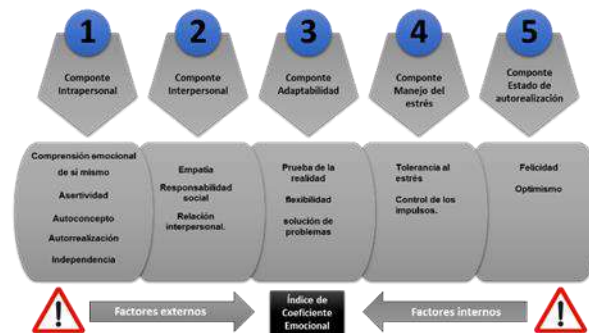 1
Componte
Intrapersonal
2
Componte
Interpersonal
3
Componte
Adaptabilidad
4
Componte
Manejo del
estrés
5
Componte
Estado de
autorealización
Comprensión emocional
de si mismo
Asertividad
Autoconcepto
Autorrealización
Independencia
Empatia
Responsabilidad
social
Relación
interpersonal.
Prueba de la
realidad
flexibilidad
solución de
problemas
Tolerancia al
estrés
Control de los
impulsos.
Felicidad
Optimismo
!
Factores externos
Índice de
Coeficiente
Emocional
Factores internos
!